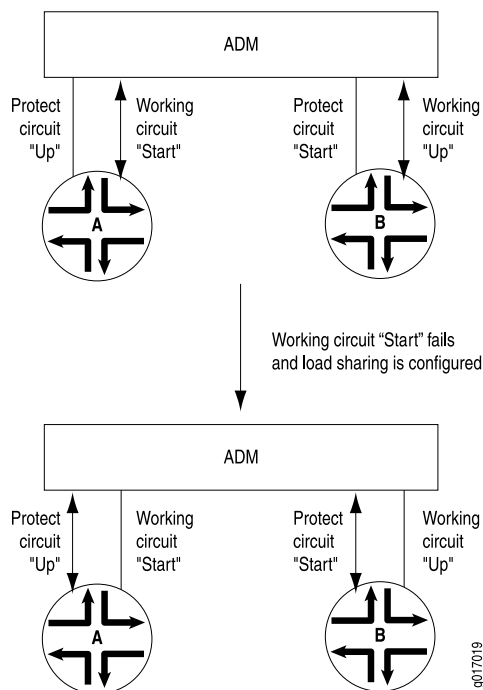 ADM
Protect
circuit
"Up"
Working
circuit
"Start"
Protect
circuit
"Start"
Working
circuit
"Up"
A
B
Working circuit “Start” fails
and load sharing is configured
ADM
Protect
circuit
"Up"
Working
circuit
"Start"
Protect
circuit
"Start"
Working
circuit
"Up"
A
B
g017019